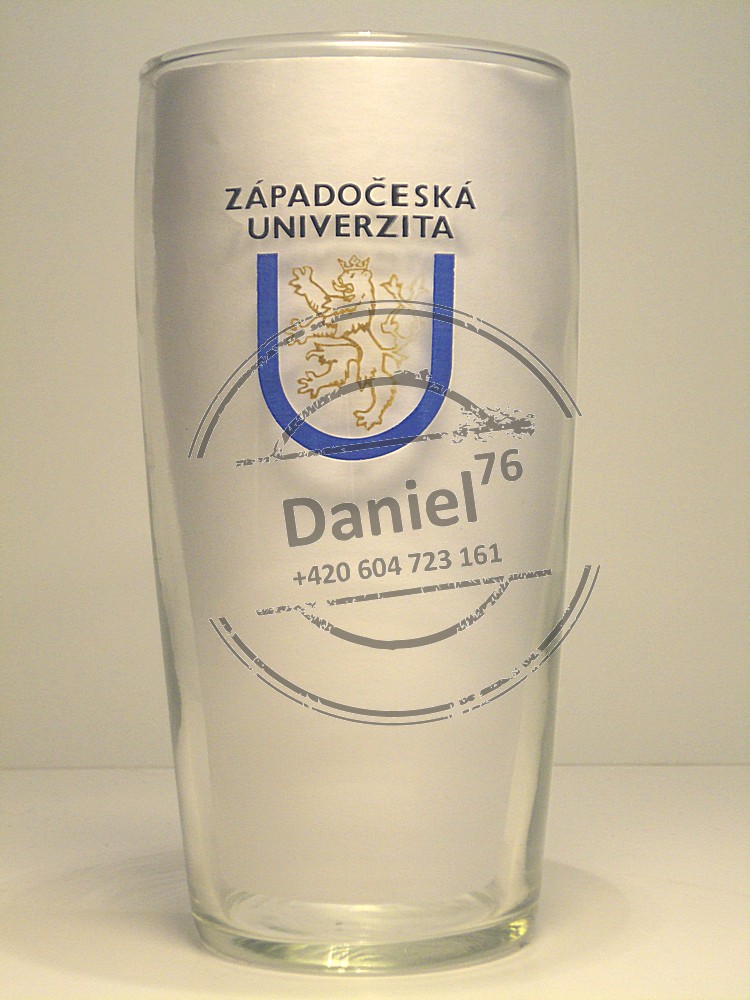 ZÁPADOČESKÁ
UNIVERZITA
Daniel76
+420 604 723 161